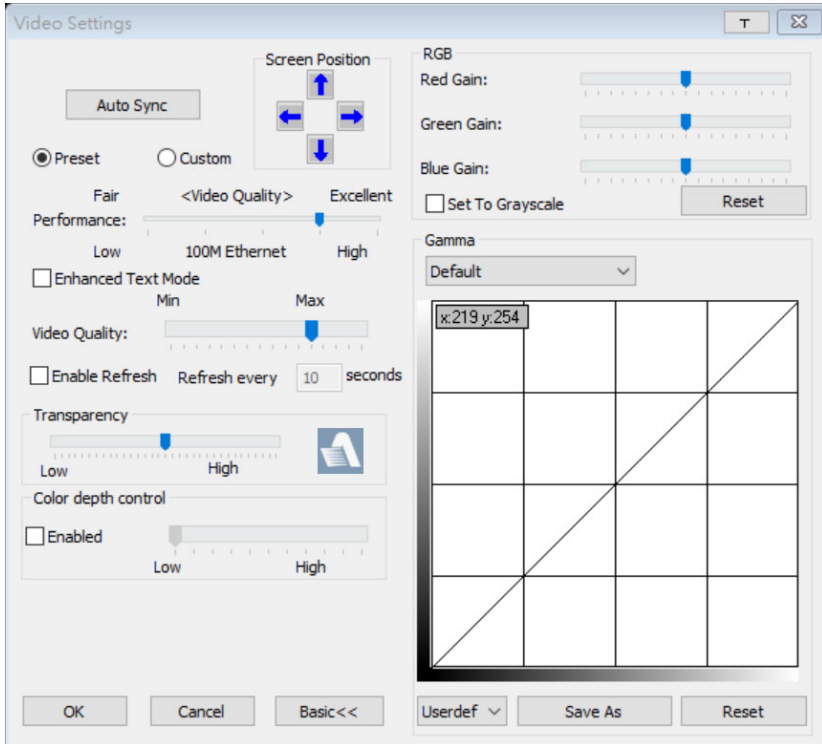 Video Settings
T
Screen Position
Auto Sync
Preset Custom
Fair <Video Quality> Excellent
Performance:
Low 100M Ethernet High
Enhanced Text Mode
Min Max
Video Quality:
Enable Refresh Refresh every 10 seconds
Transparency
Low High
Color depth control
Enabled
Low High
OK Cancel Basic<<
RGB
Red Gain:
Green Gain:
Blue Gain:
Set To Grayscale Reset
Gamma
Default
x:219 y:254
Userdef Save As Reset